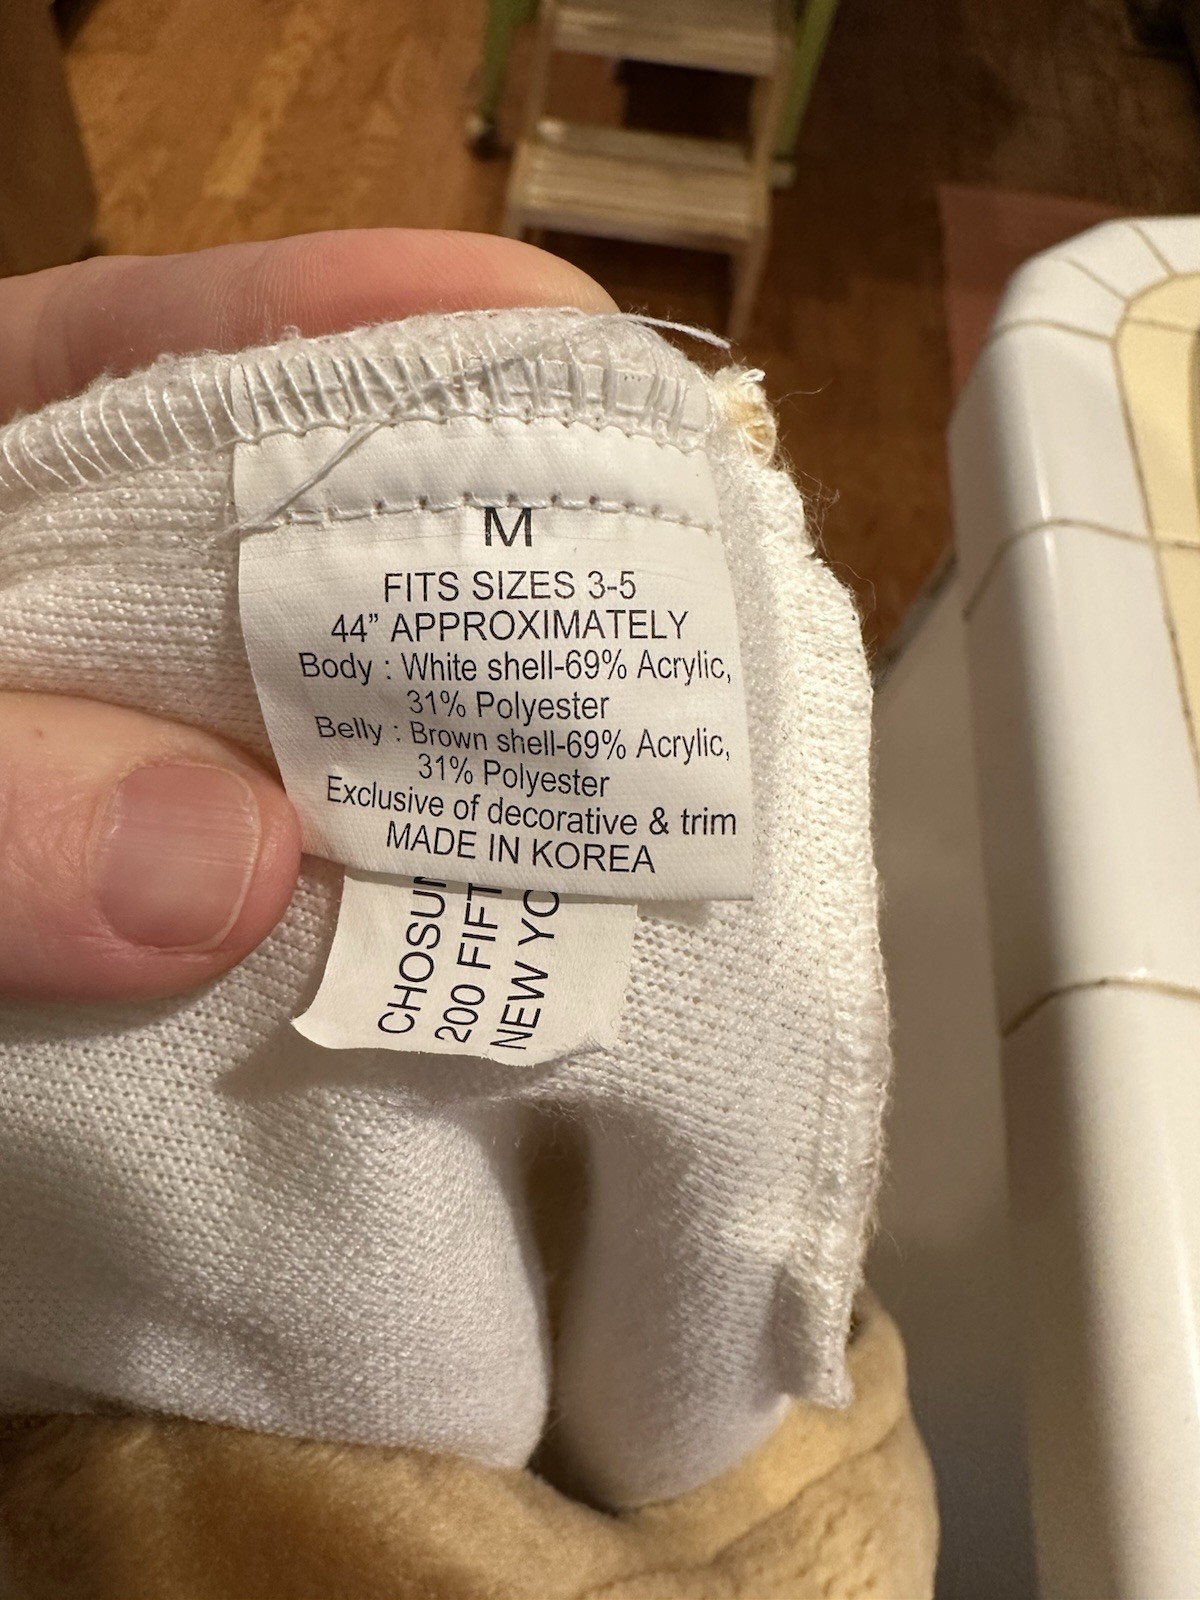 M
FITS SIZES 3-5
44” APPROXIMATELY
Body : White shell-69% Acrylic,
31% Polyester
Belly : Brown shell-69% Acrylic,
31% Polyester
Exclusive of decorative & trim
MADE IN KOREA
CHOSUN
200 FIFT
NEW YO